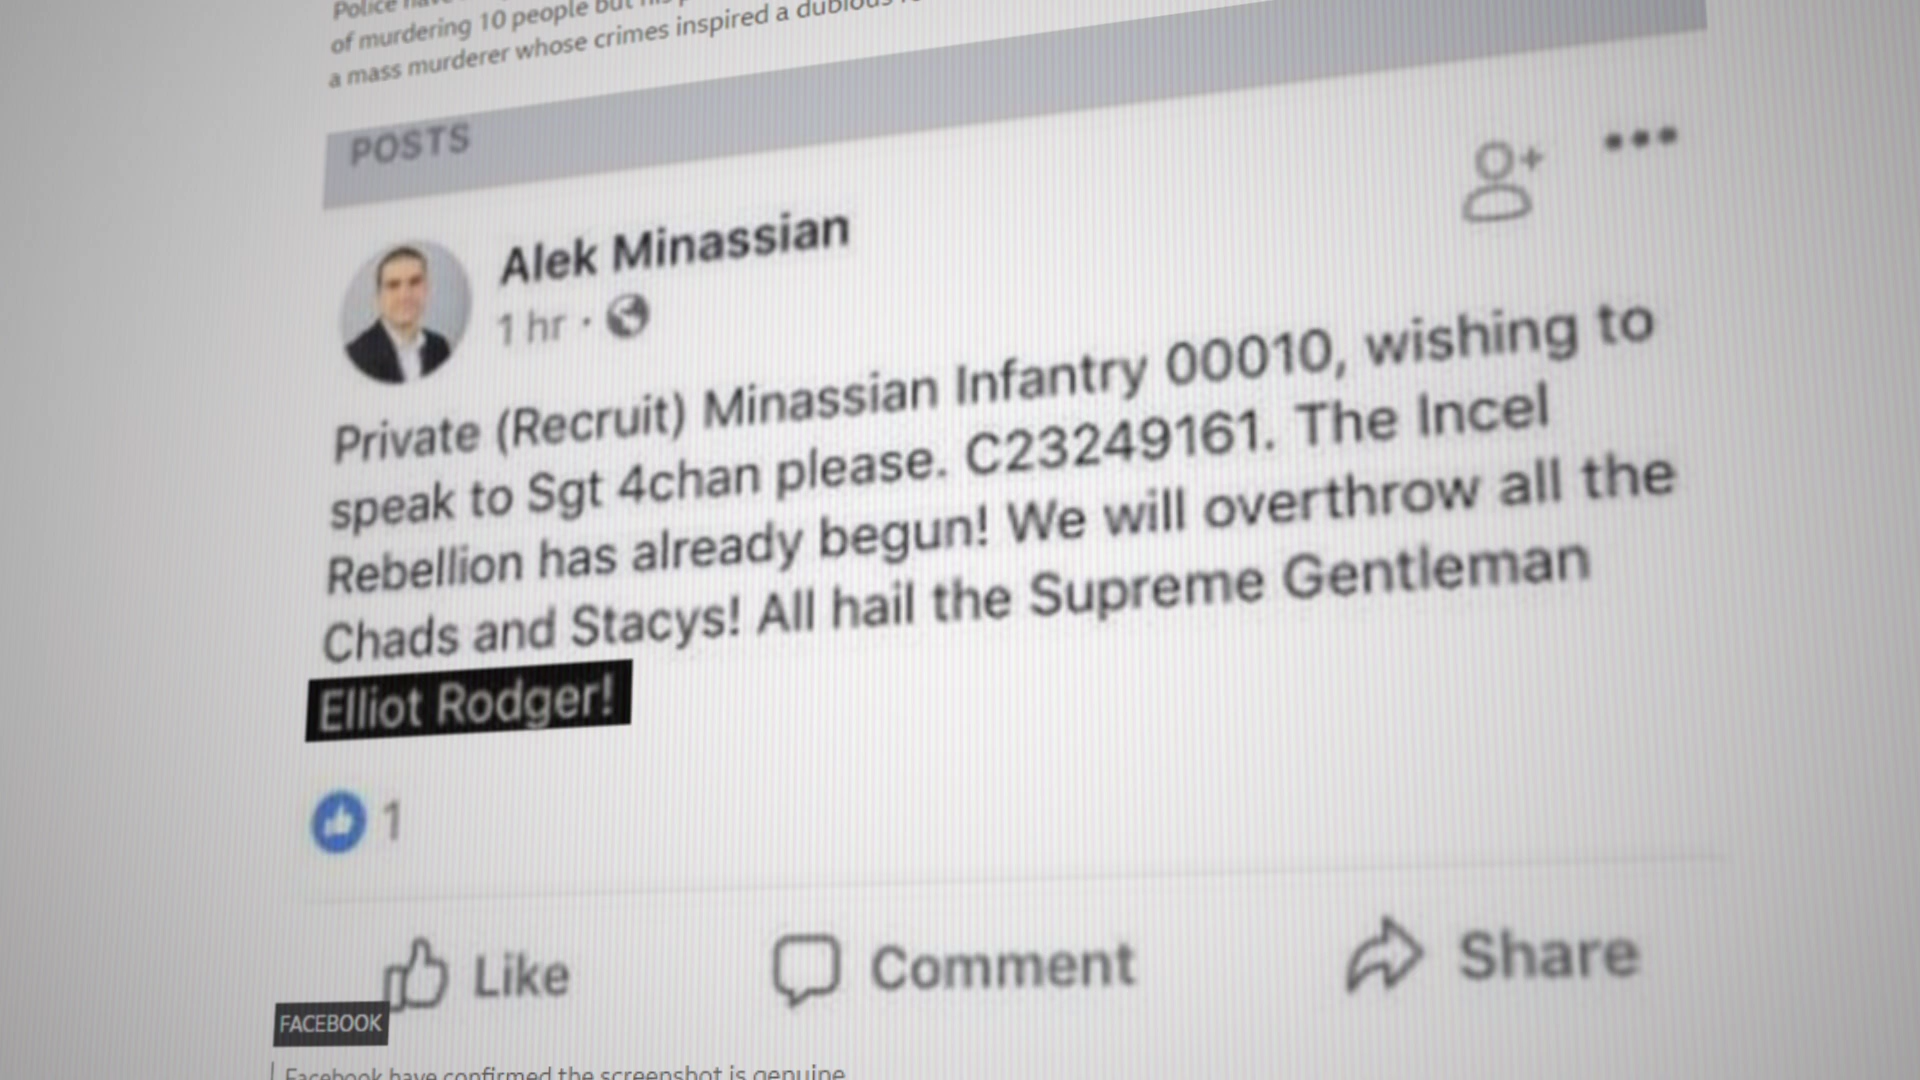 Police have
of murdering 10 people but his
a mass murderer whose crimes inspired a dubious
POSTS
Alek Minassian
1 hr ·
Private (Recruit) Minassian Infantry 00010, wishing to
speak to Sgt 4chan please. C23249161. The Incel
Rebellion has already begun! We will overthrow all the
Chads and Stacys! All hail the Supreme Gentleman
Elliot Rodger!
1
Like
Comment
Share
FACEBOOK
Facebook have confirmed the screenshot is genuine